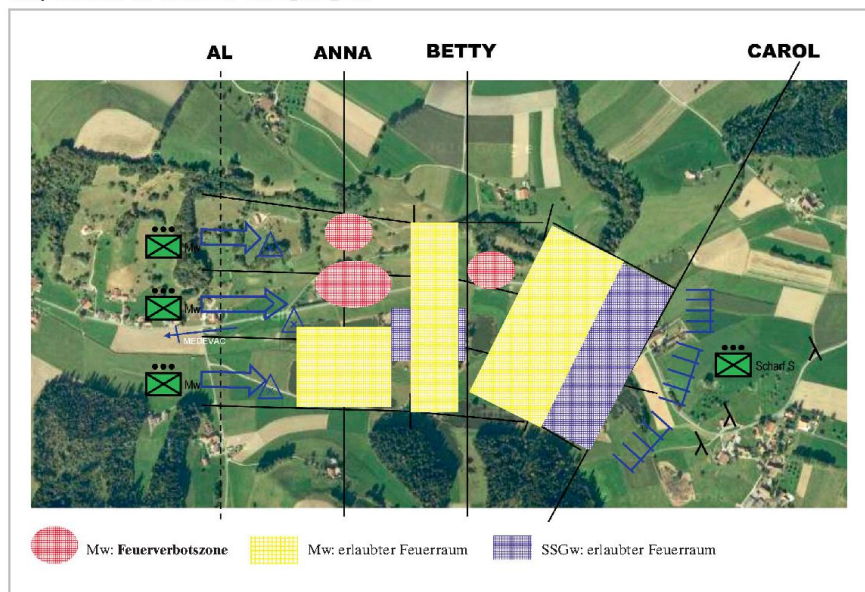 AL ANNA BETTY CAROL
Mw
Mw
MEDEVAC
Scharf S
Mw
Mw: Feuerverbotszone Mw: erlaubter Feuerraum SSGw: erlaubter Feuerraum